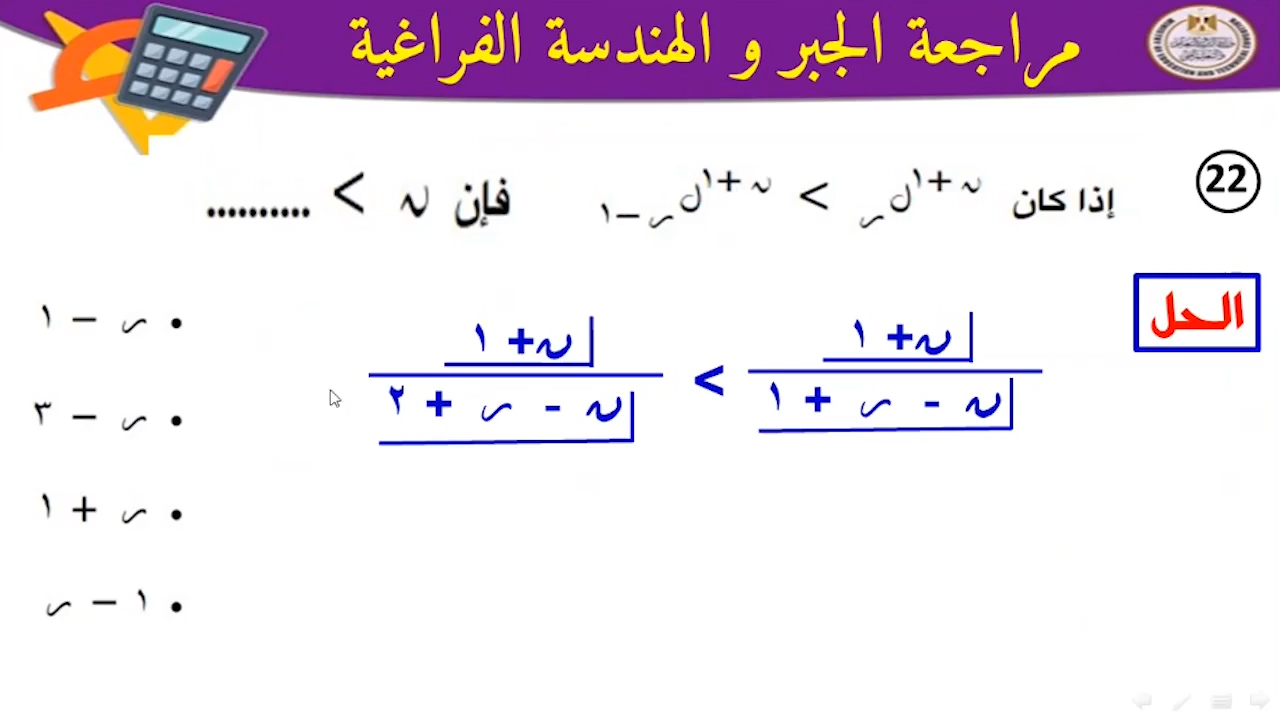 مراجعة الجبر و الهندسة الفراغية
22
إذا كان ن+١ل ر > ن+١ل ر−١ فإن ن > ..........
الحل
ن+ ١ ن+ ١
>
ن - ر + ١ ن - ر + ٢
• ر − ١
• ر − ٣
• ر + ١
• ١ − ر